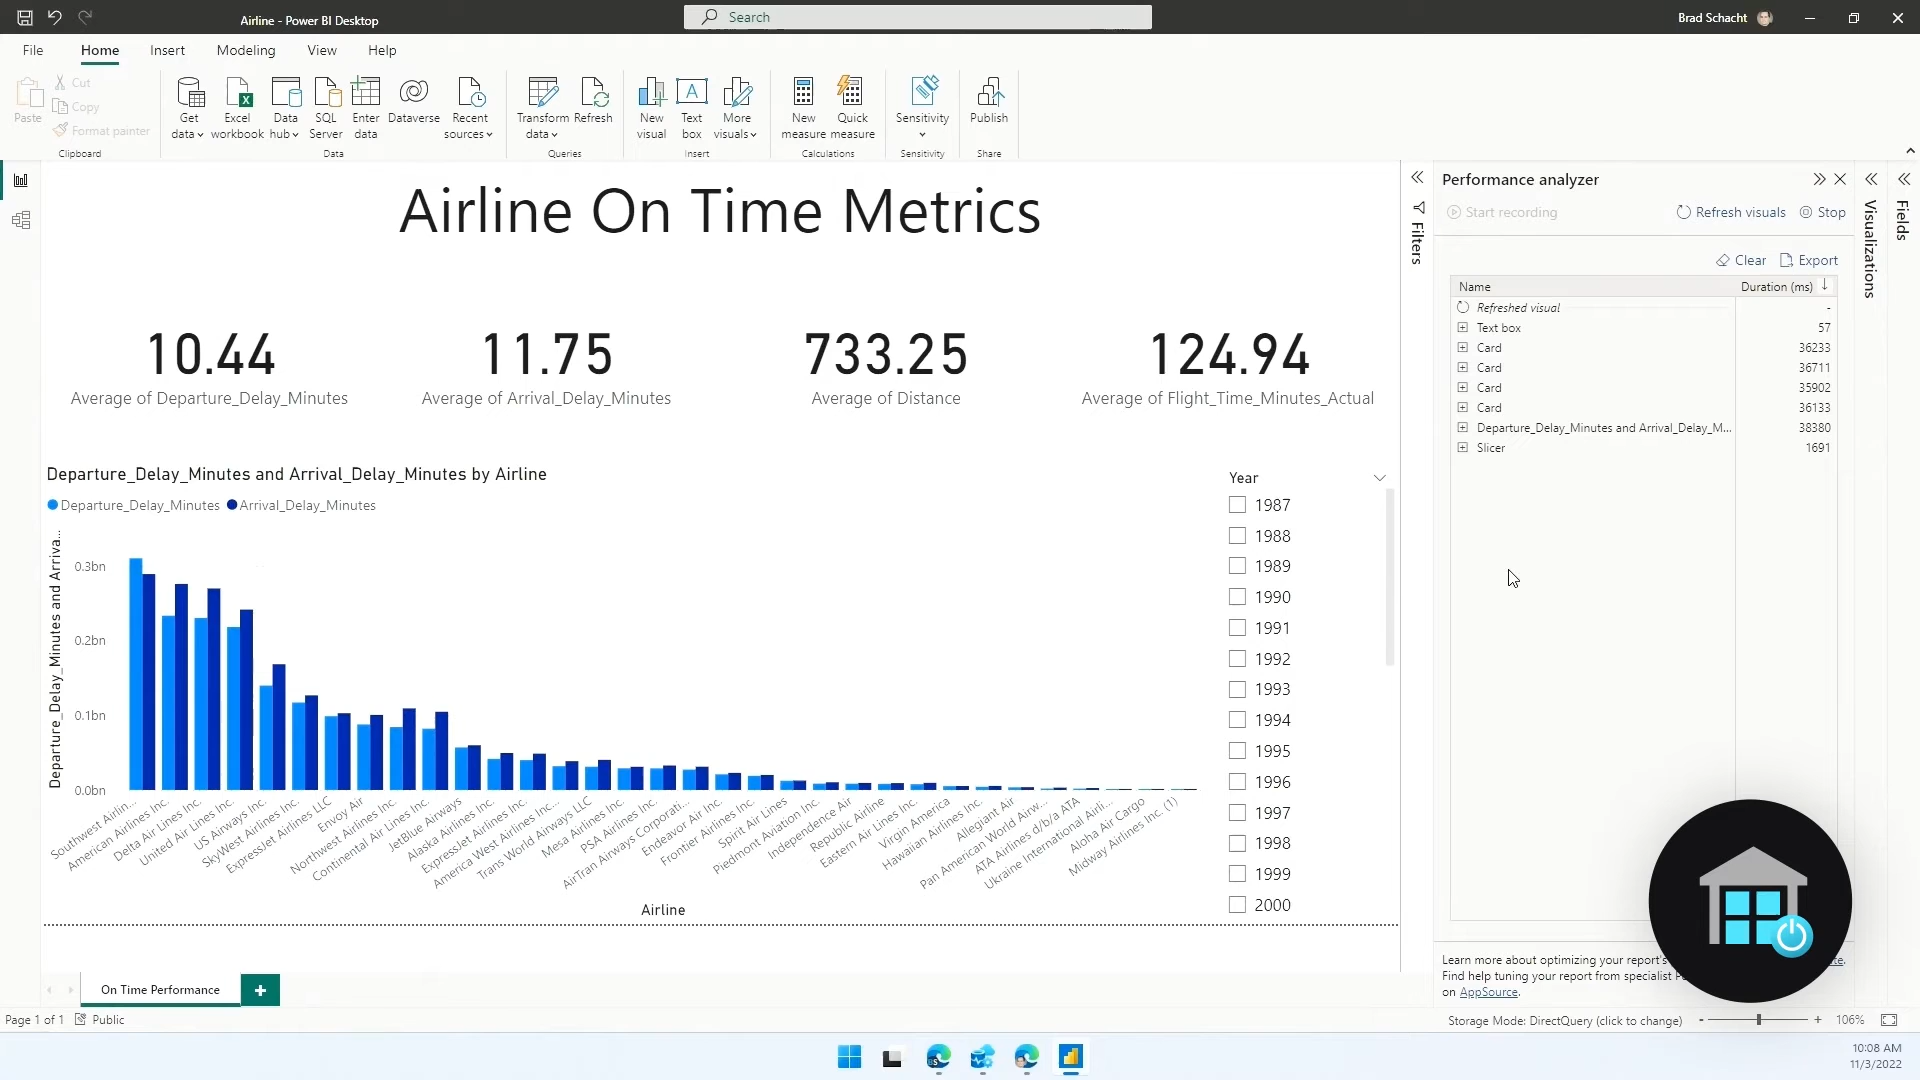 Airline - Power BI Desktop
Search
Brad Schacht
File
Home
Insert
Modeling
View
Help
Paste
Cut
Copy
Format painter
Clipboard
Get data
Excel workbook
Data hub
SQL Server
Enter data
Dataverse
Recent sources
Data
Transform data
Refresh
Queries
New visual
Text box
More visuals
Insert
New measure
Quick measure
Calculations
Sensitivity
Sensitivity
Publish
Share
Airline On Time Metrics
10.44
Average of Departure_Delay_Minutes
11.75
Average of Arrival_Delay_Minutes
733.25
Average of Distance
124.94
Average of Flight_Time_Minutes_Actual
Departure_Delay_Minutes and Arrival_Delay_Minutes by Airline
Departure_Delay_Minutes
Arrival_Delay_Minutes
Departure_Delay_Minutes and Arriva...
0.3bn
0.2bn
0.1bn
0.0bn
Southwest Airlin...
American Airlines Inc.
Delta Air Lines Inc.
United Air Lines Inc.
US Airways Inc.
SkyWest Airlines Inc.
ExpressJet Airlines LLC
Envoy Air
Northwest Airlines Inc.
Continental Air Lines Inc.
JetBlue Airways
Alaska Airlines Inc.
ExpressJet Airlines Inc.
America West Airlines Inc...
Trans World Airways LLC
Mesa Airlines Inc.
PSA Airlines Inc.
AirTran Airways Corporati...
Endeavor Air Inc.
Frontier Airlines Inc.
Spirit Air Lines
Piedmont Aviation Inc.
Independence Air
Republic Airline
Eastern Air Lines Inc.
Virgin America
Hawaiian Airlines Inc.
Allegiant Air
Pan American World Airw...
ATA Airlines d/b/a ATA
Ukraine International Airli...
Aloha Air Cargo
Midway Airlines Inc. (1)
Airline
Year
1987
1988
1989
1990
1991
1992
1993
1994
1995
1996
1997
1998
1999
2000
Filters
Performance analyzer
Start recording
Refresh visuals
Stop
Clear
Export
Name
Duration (ms)
Refreshed visual
-
Text box
57
Card
36233
Card
36711
Card
35902
Card
36133
Departure_Delay_Minutes and Arrival_Delay_M...
38380
Slicer
1691
Learn more about optimizing your report's
Find help tuning your report from specialist
on AppSource.
Visualizations
Fields
On Time Performance
+
Page 1 of 1
Public
Storage Mode: DirectQuery (click to change)
-
+
106%
10:08 AM
11/3/2022